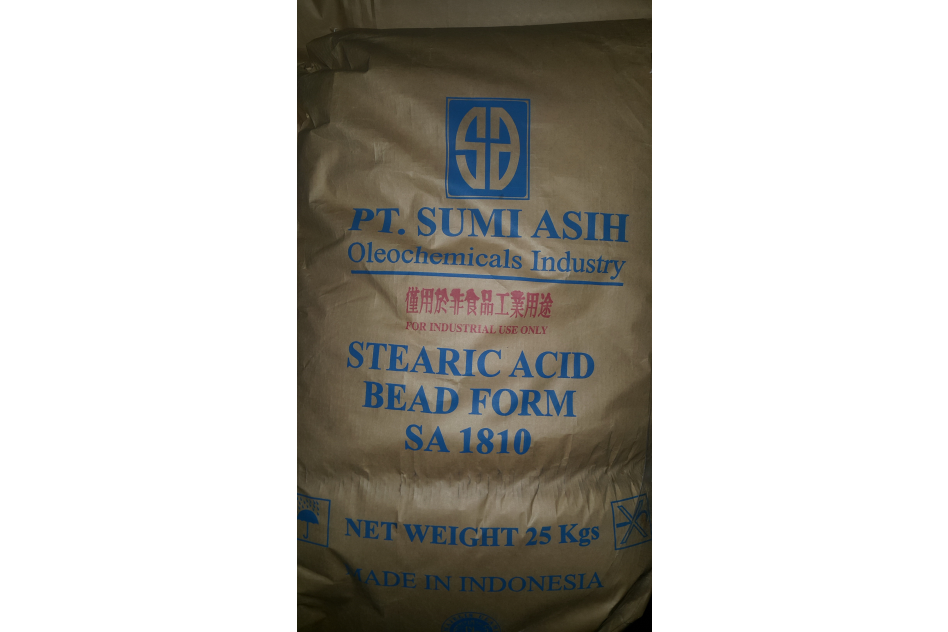 SA
PT. SUMI ASIH
Oleochemicals Industry
僅用於非食品工業用途
FOR INDUSTRIAL USE ONLY
STEARIC ACID
BEAD FORM
SA 1810
NET WEIGHT 25 Kgs
MADE IN INDONESIA